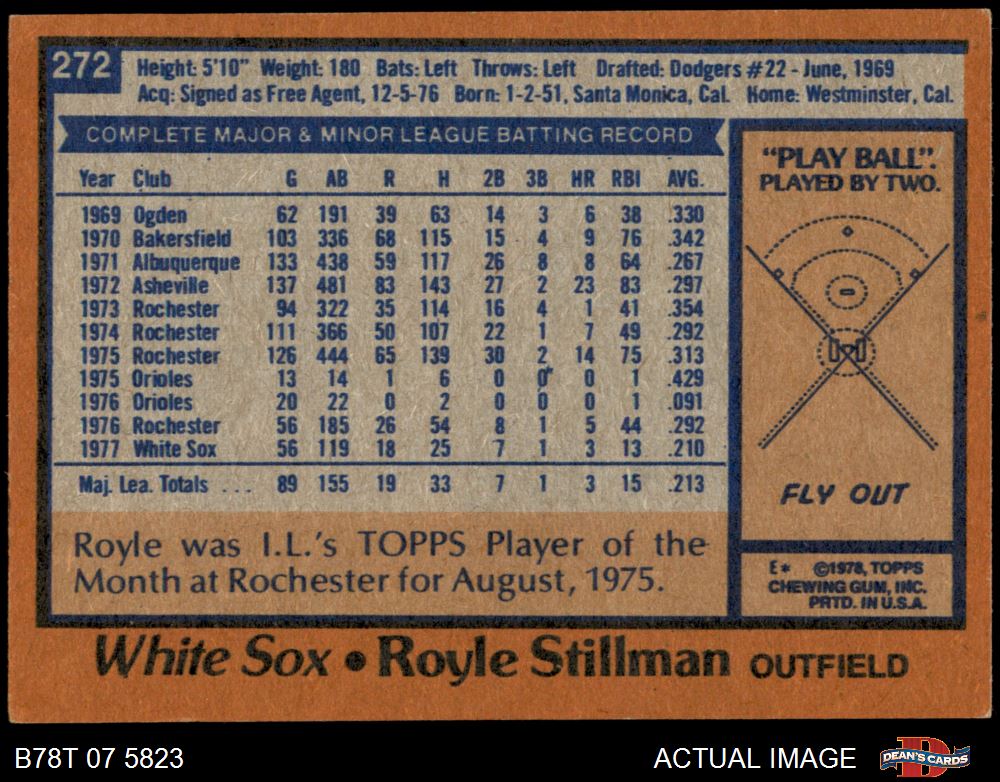 272
Height: 5'10" Weight: 180 Bats: Left Throws: Left Drafted: Dodgers #22 - June, 1969
Acq: Signed as Free Agent, 12-5-76 Born: 1-2-51, Santa Monica, Cal. Home: Westminster, Cal.
COMPLETE MAJOR & MINOR LEAGUE BATTING RECORD
Year Club G AB R H 2B 3B HR RBI AVG.
1969 Ogden 62 191 39 63 14 3 6 38 .330
1970 Bakersfield 103 336 68 115 15 4 9 76 .342
1971 Albuquerque 133 438 59 117 26 8 8 64 .267
1972 Asheville 137 481 83 143 27 2 23 83 .297
1973 Rochester 94 322 35 114 16 4 1 41 .354
1974 Rochester 111 366 50 107 22 1 7 49 .292
1975 Rochester 126 444 65 139 30 2 14 75 .313
1975 Orioles 13 14 1 6 0 0 0 1 .429
1976 Orioles 20 22 0 2 0 0 0 1 .091
1976 Rochester 56 185 26 54 8 1 5 44 .292
1977 White Sox 56 119 18 25 7 1 3 13 .210
Maj. Lea. Totals ... 89 155 19 33 7 1 3 15 .213
Royle was I.L.'s TOPPS Player of the
Month at Rochester for August, 1975.
"PLAY BALL".
PLAYED BY TWO.
FLY OUT
E* ©1978, TOPPS
CHEWING GUM, INC.
PRTD. IN U.S.A.
White Sox • Royle Stillman OUTFIELD
B78T 07 5823
ACTUAL IMAGE
D
DEAN'S CARDS